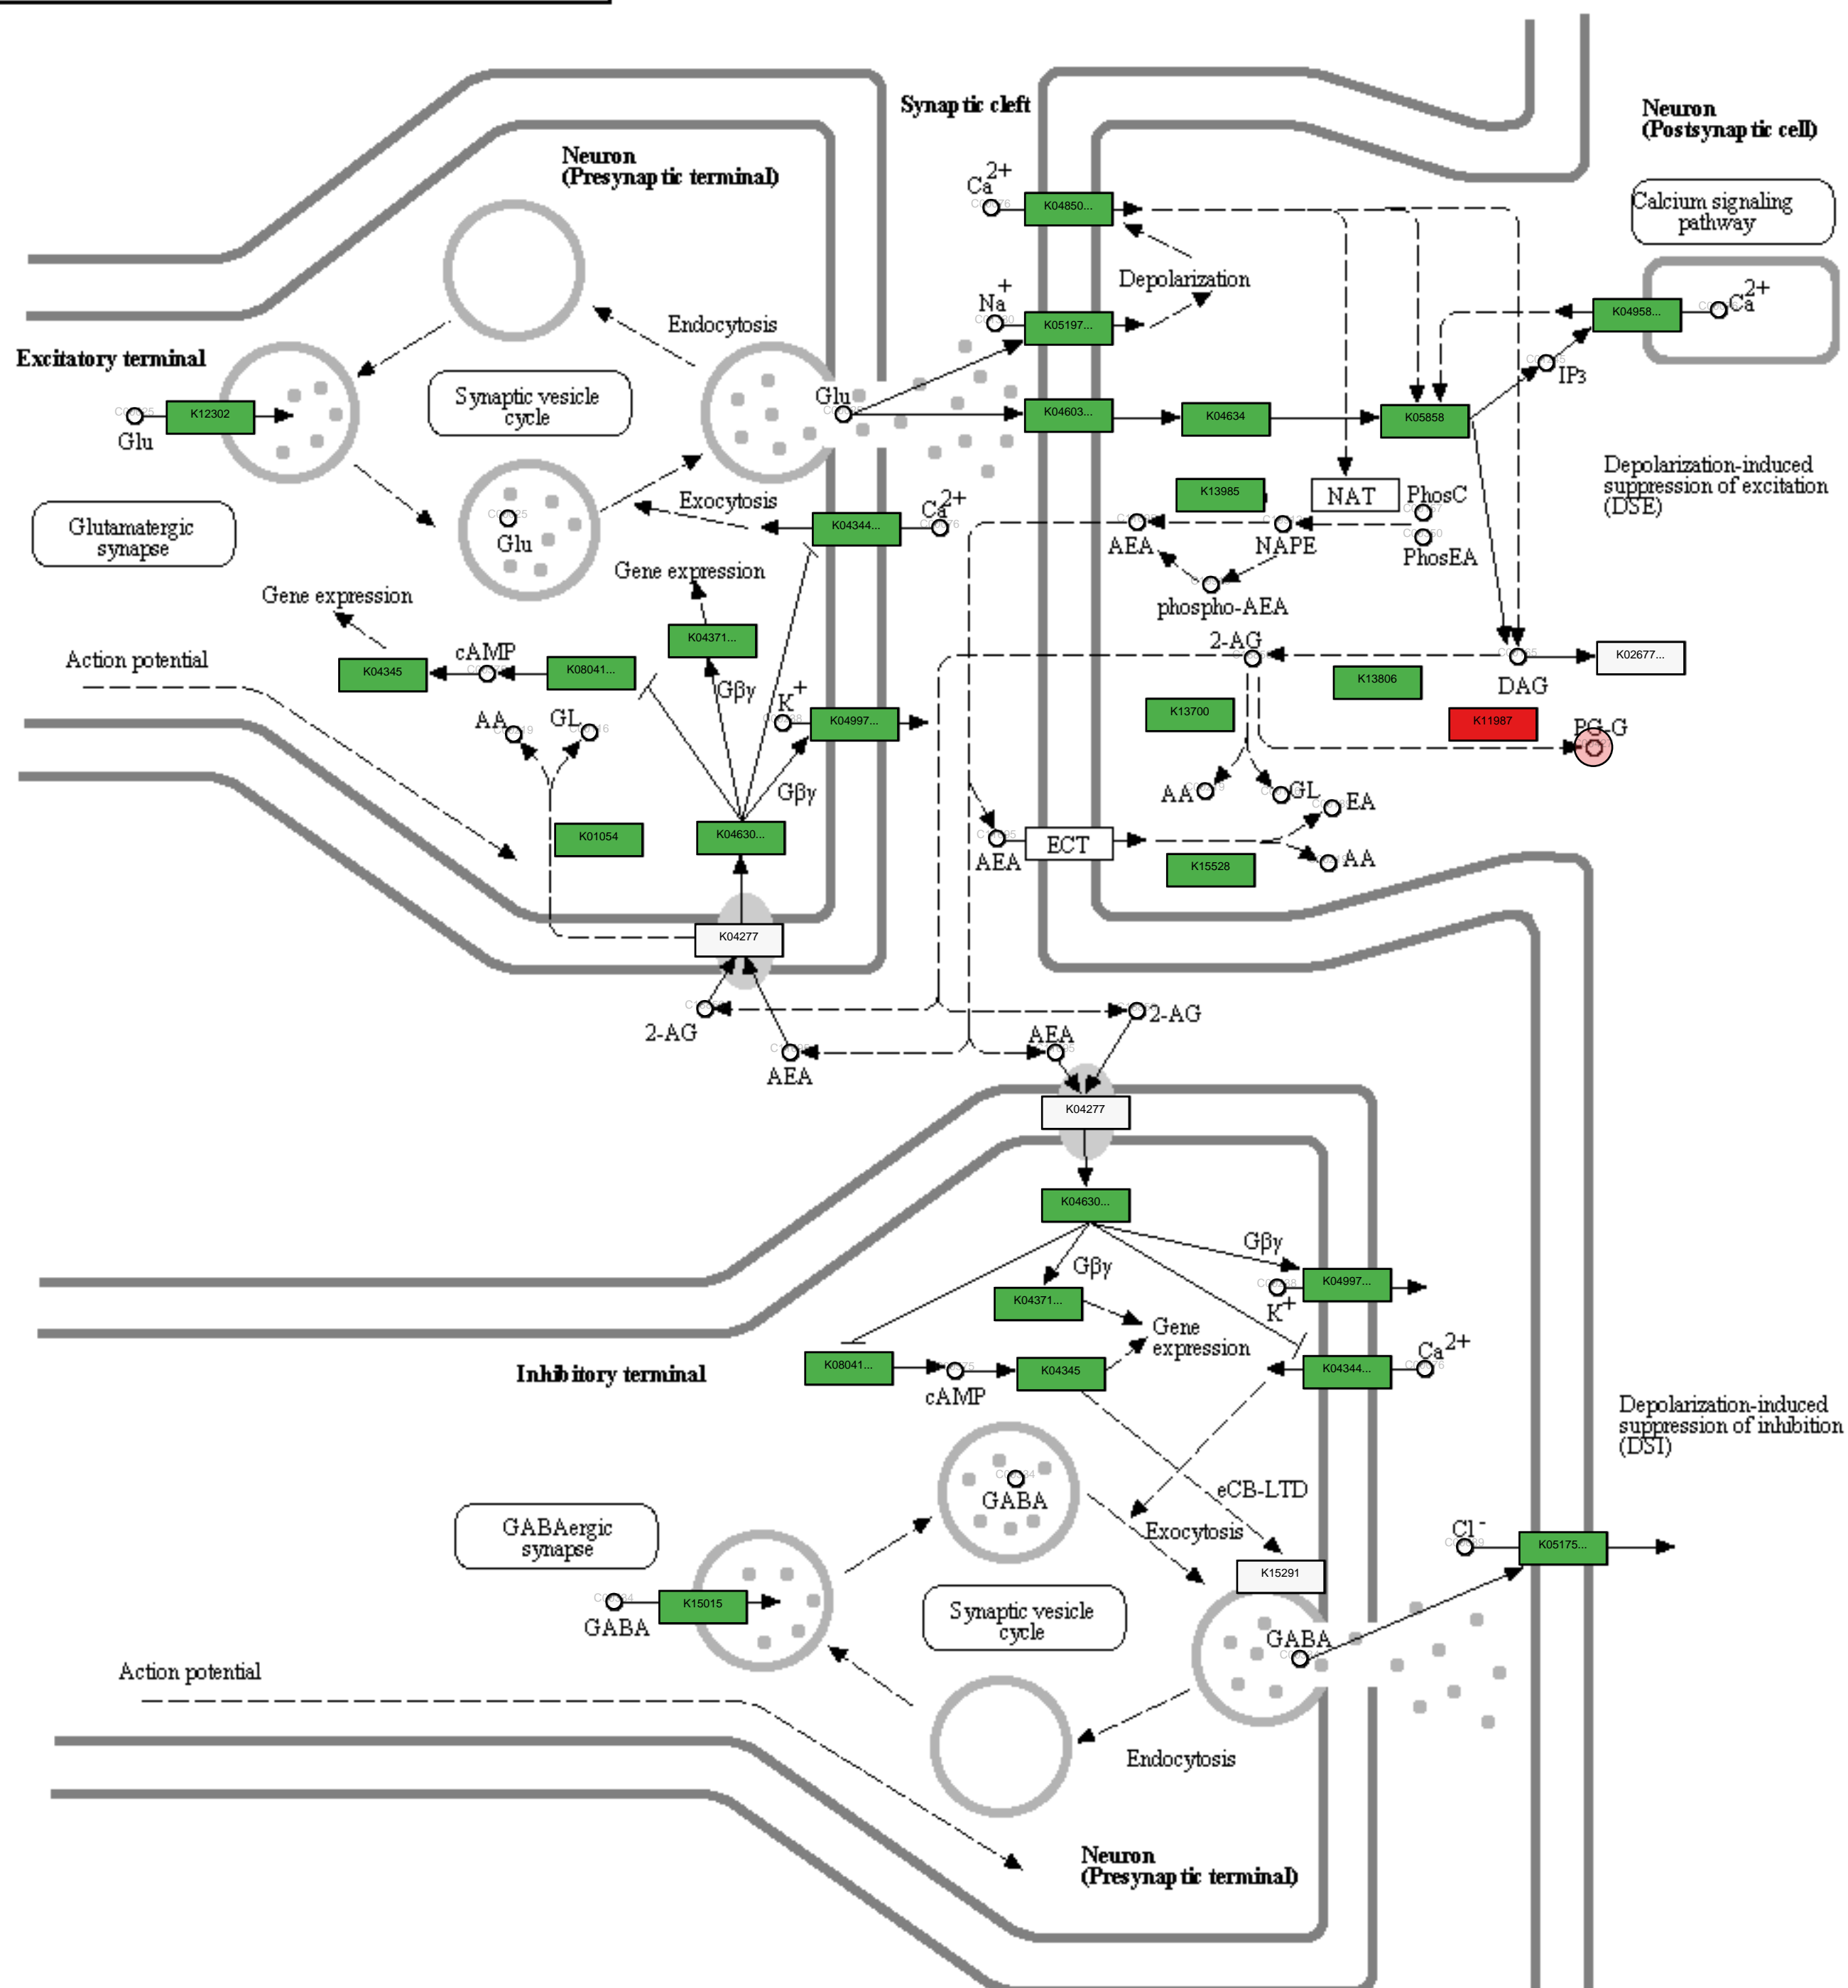 Synaptic cleft
Neuron
(Postsynaptic cell)
Neuron
(Presynaptic terminal)
Ca2+
K04850...
Calcium signaling
pathway
Depolarization
Na+
K05197...
K04958...
Ca2+
IP3
Endocytosis
Excitatory terminal
K12302
Glu
Synaptic vesicle
cycle
Glu
K04603...
K04634
K05858
Depolarization-induced
suppression of excitation
(DSE)
Glutamatergic
synapse
Glu
Exocytosis
K04344...
Ca2+
K13985
NAT
PhosC
AEA
NAPE
PhosEA
phospho-AEA
Gene expression
Gene expression
Action potential
K04345
cAMP
K08041...
K04371...
Gβγ
K+
K04997...
2-AG
K13806
DAG
K02677...
K13700
K11987
PG-G
AA
GL
Gβγ
AA
GL
EA
K01054
K04630...
AEA
ECT
AA
K15528
K04277
2-AG
AEA
AEA
2-AG
K04277
K04630...
Gβγ
Gβγ
K04997...
K+
K04371...
Gene
expression
Inhibitory terminal
K08041...
cAMP
K04345
K04344...
Ca2+
Depolarization-induced
suppression of inhibition
(DSI)
GABA
eCB-LTD
Exocytosis
GABAergic
synapse
Cl-
K05175...
K15291
GABA
K15015
Synaptic vesicle
cycle
GABA
Action potential
Endocytosis
Neuron
(Presynaptic terminal)